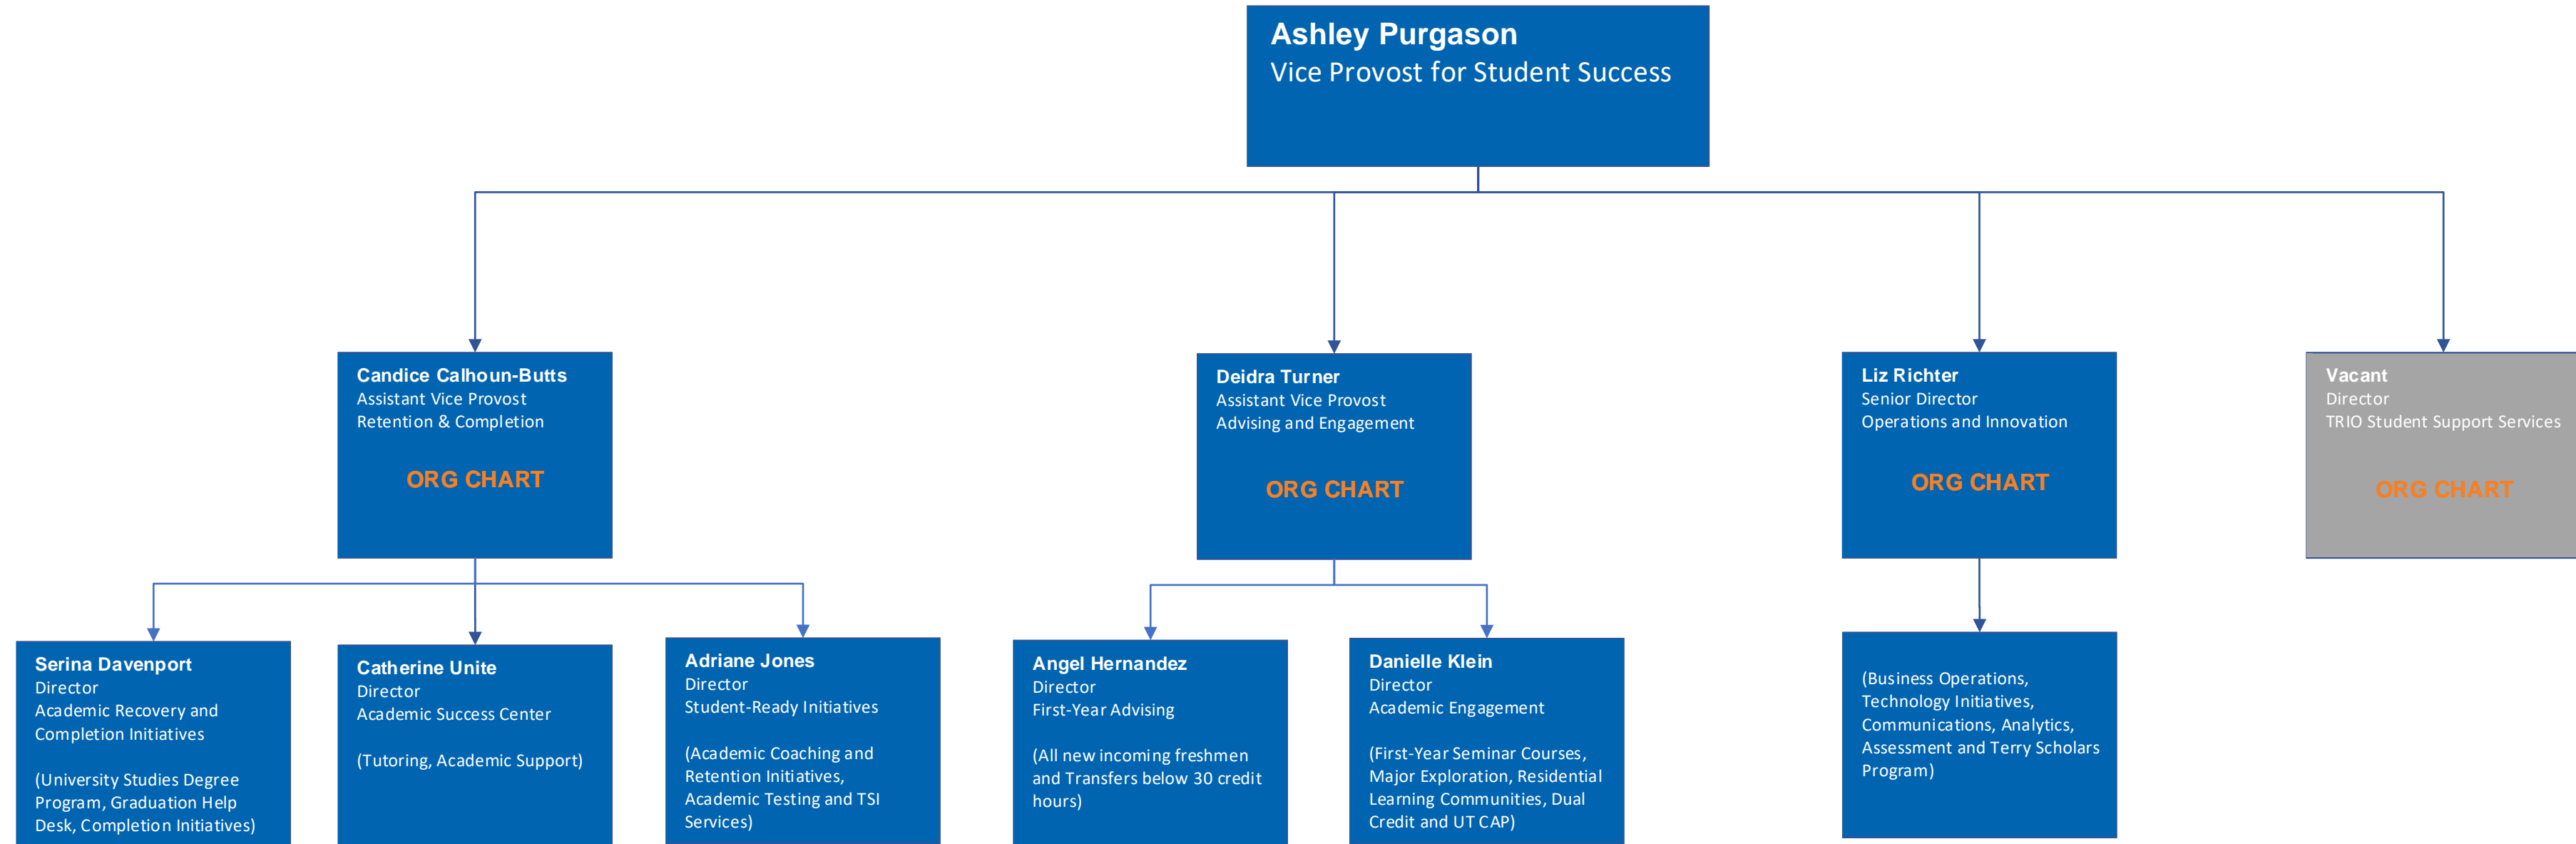 Ashley Purgason
Vice Provost for Student Success
Candice Calhoun-Butts
Assistant Vice Provost
Retention & Completion
ORG CHART
Deidra Turner
Assistant Vice Provost
Advising and Engagement
ORG CHART
Liz Richter
Senior Director
Operations and Innovation
ORG CHART
Vacant
Director
TRIO Student Support Services
ORG CHART
Serina Davenport
Director
Academic Recovery and
Completion Initiatives
(University Studies Degree
Program, Graduation Help
Desk, Completion Initiatives)
Catherine Unite
Director
Academic Success Center
(Tutoring, Academic Support)
Adriane Jones
Director
Student-Ready Initiatives
(Academic Coaching and
Retention Initiatives,
Academic Testing and TSI
Services)
Angel Hernandez
Director
First-Year Advising
(All new incoming freshmen
and Transfers below 30 credit
hours)
Danielle Klein
Director
Academic Engagement
(First-Year Seminar Courses,
Major Exploration, Residential
Learning Communities, Dual
Credit and UT CAP)
(Business Operations,
Technology Initiatives,
Communications, Analytics,
Assessment and Terry Scholars
Program)